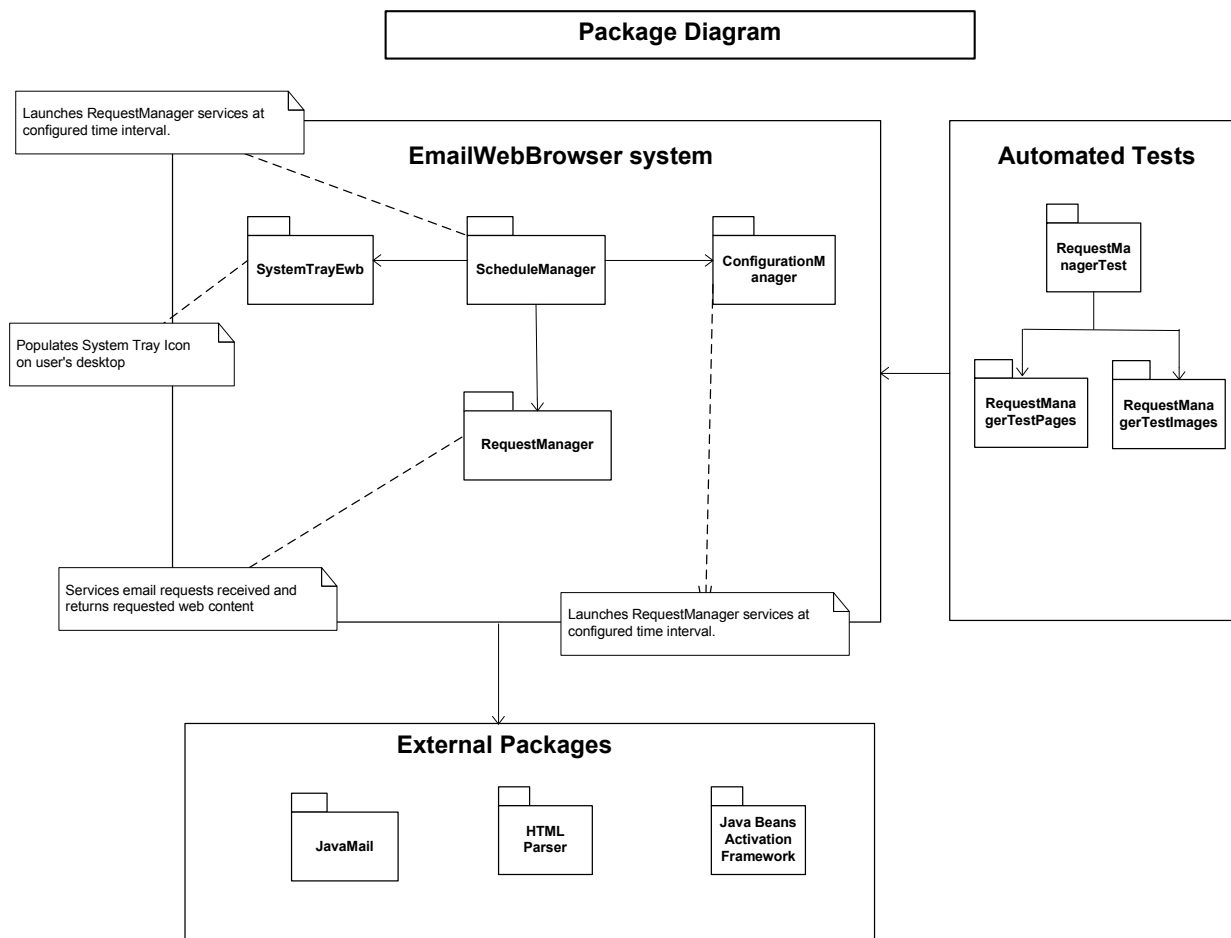 Package Diagram
Launches RequestManager services at
configured time interval.
EmailWebBrowser system
Automated Tests
SystemTrayEwb
ScheduleManager
ConfigurationM
anager
RequestMa
nagerTest
Populates System Tray Icon
on user's desktop
RequestManager
RequestMana
gerTestPages
RequestMana
gerTestImages
Services email requests received and
returns requested web content
Launches RequestManager services at
configured time interval.
External Packages
JavaMail
HTML
Parser
Java Beans
Activation
Framework